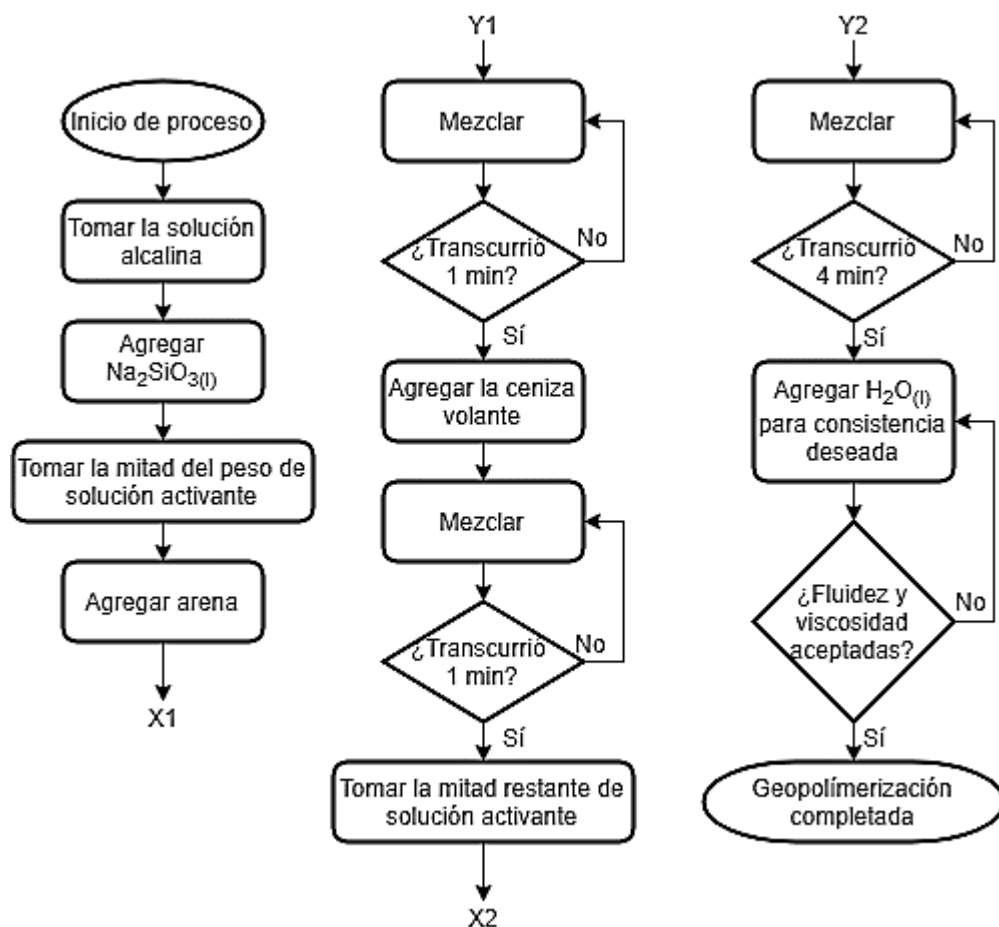 Inicio de proceso
Tomar la solución
alcalina
Agregar
Na₂SiO₃₍ₗ₎
Tomar la mitad del peso de
solución activante
Agregar arena
X1
Y1
Mezclar
¿Transcurrió
1 min?
No
Sí
Agregar la ceniza
volante
Mezclar
¿Transcurrió
1 min?
No
Sí
Tomar la mitad restante de
solución activante
X2
Y2
Mezclar
¿Transcurrió
4 min?
No
Sí
Agregar H₂O₍ₗ₎
para consistencia
deseada
¿Fluidez y
viscosidad
aceptadas?
No
Sí
Geopolímerización
completada